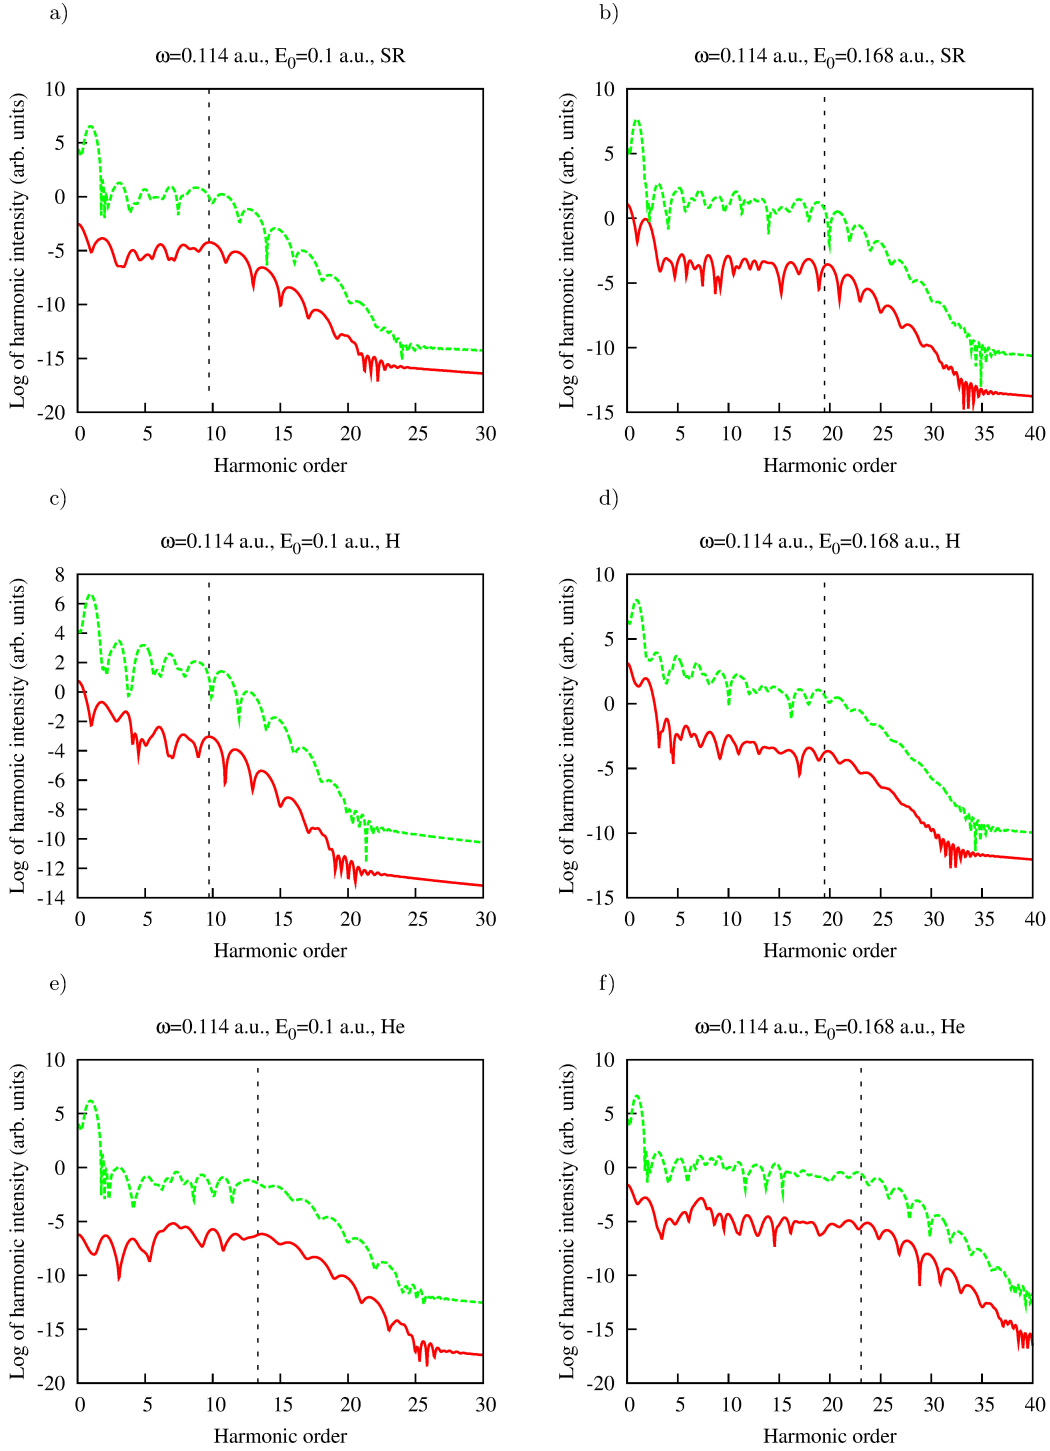 a)
ω=0.114 a.u., E0=0.1 a.u., SR
Log of harmonic intensity (arb. units)
10
5
0
-5
-10
-15
-20
0 5 10 15 20 25 30
Harmonic order
b)
ω=0.114 a.u., E0=0.168 a.u., SR
Log of harmonic intensity (arb. units)
10
5
0
-5
-10
-15
0 5 10 15 20 25 30 35 40
Harmonic order
c)
ω=0.114 a.u., E0=0.1 a.u., H
Log of harmonic intensity (arb. units)
8
6
4
2
0
-2
-4
-6
-8
-10
-12
-14
0 5 10 15 20 25 30
Harmonic order
d)
ω=0.114 a.u., E0=0.168 a.u., H
Log of harmonic intensity (arb. units)
10
5
0
-5
-10
-15
0 5 10 15 20 25 30 35 40
Harmonic order
e)
ω=0.114 a.u., E0=0.1 a.u., He
Log of harmonic intensity (arb. units)
10
5
0
-5
-10
-15
-20
0 5 10 15 20 25 30
Harmonic order
f)
ω=0.114 a.u., E0=0.168 a.u., He
Log of harmonic intensity (arb. units)
10
5
0
-5
-10
-15
-20
0 5 10 15 20 25 30 35 40
Harmonic order